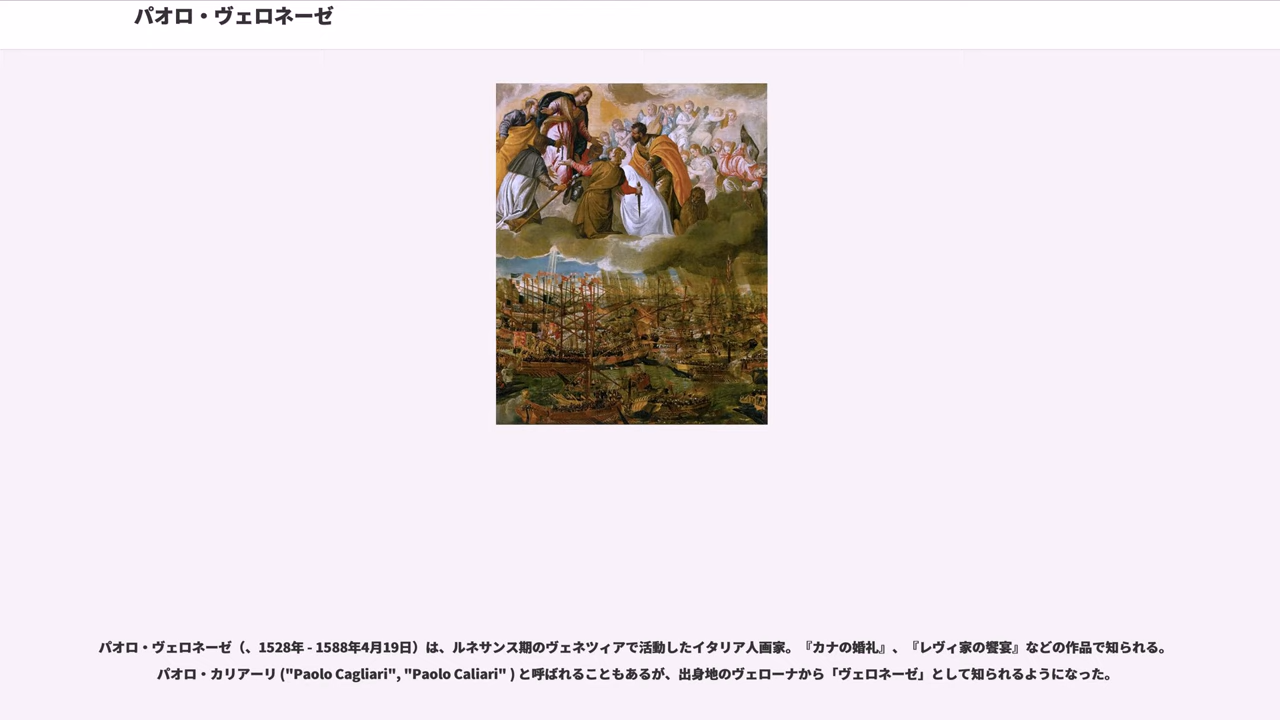 パオロ・ヴェロネーゼ
パオロ・ヴェロネーゼ（、1528年 - 1588年4月19日）は、ルネサンス期のヴェネツィアで活動したイタリア人画家。『カナの婚礼』、『レヴィ家の饗宴』などの作品で知られる。
パオロ・カリアーリ ("Paolo Cagliari", "Paolo Caliari" ) と呼ばれることもあるが、出身地のヴェローナから「ヴェロネーゼ」として知られるようになった。